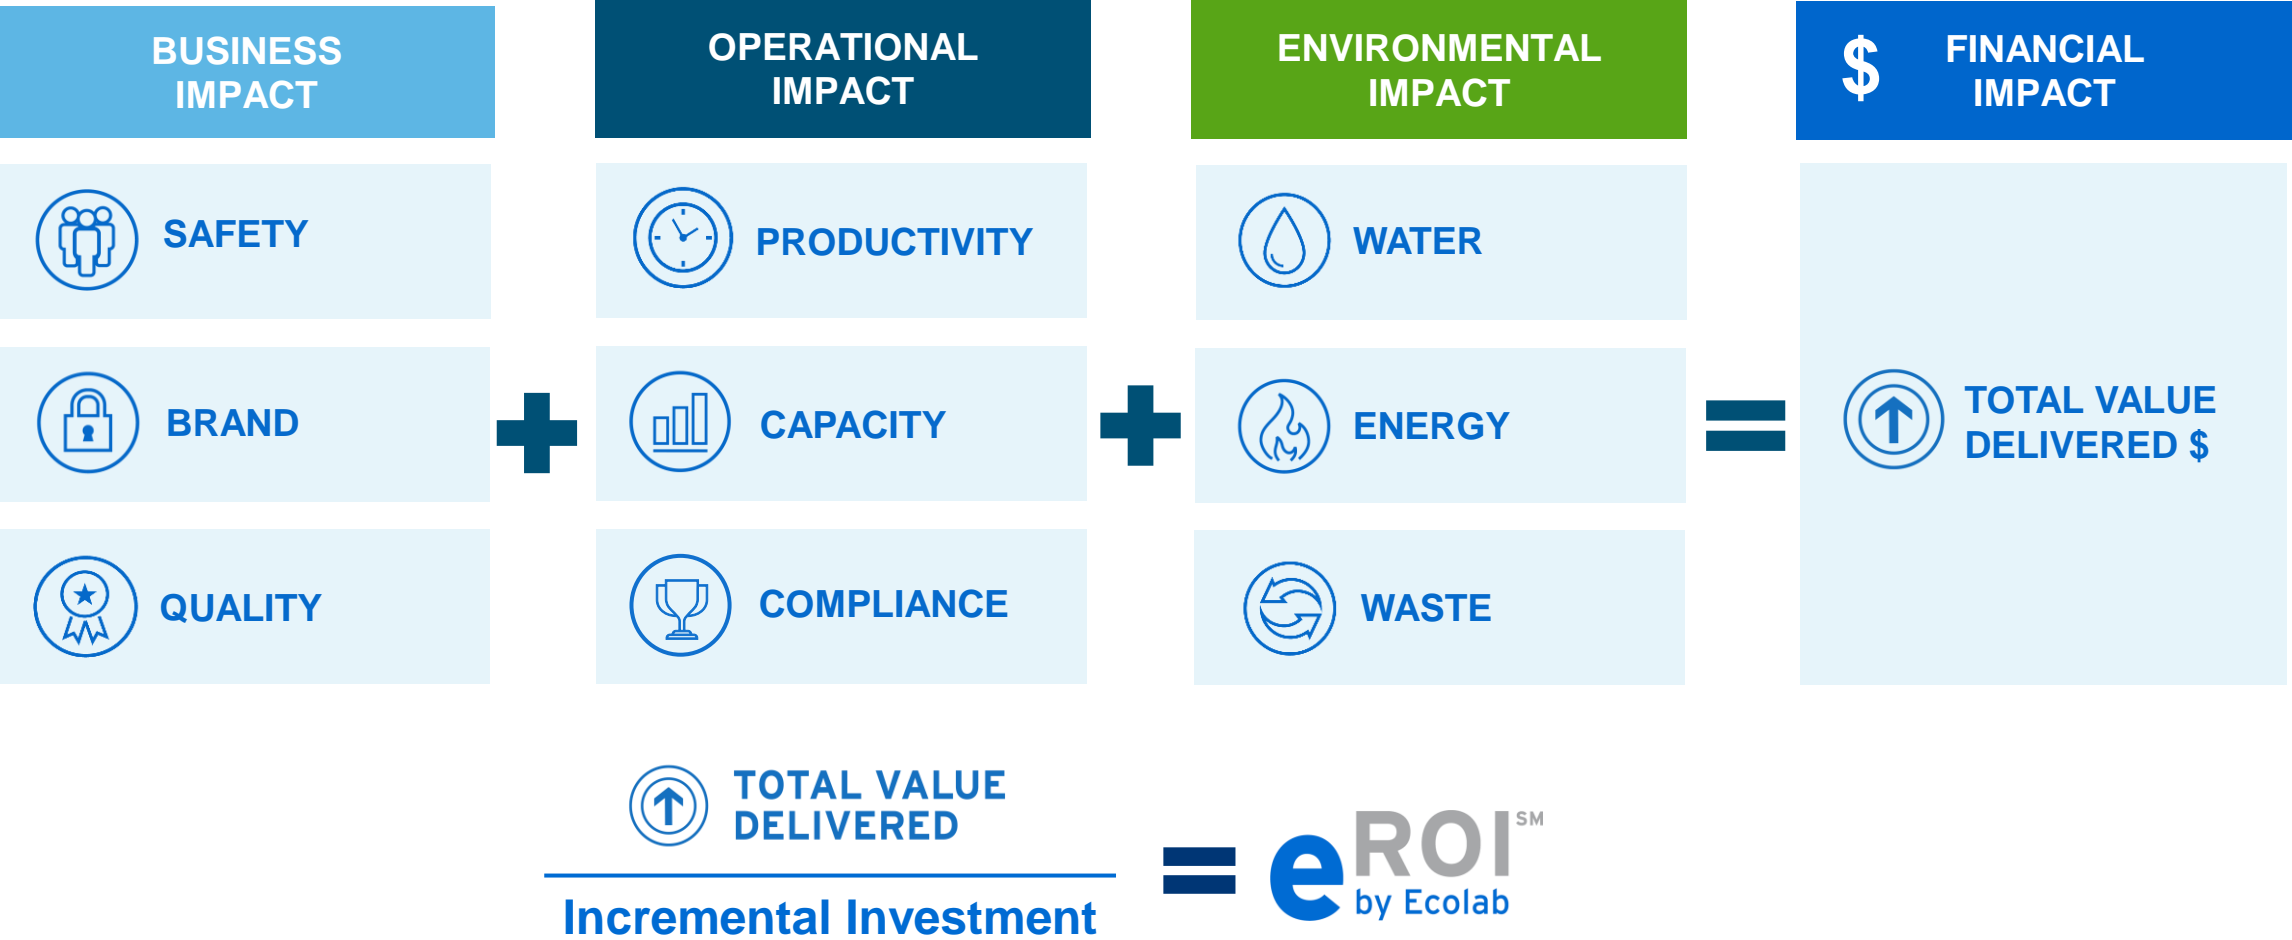 BUSINESS
IMPACT
SAFETY
BRAND
QUALITY
OPERATIONAL
IMPACT
PRODUCTIVITY
CAPACITY
COMPLIANCE
ENVIRONMENTAL
IMPACT
WATER
ENERGY
WASTE
$ FINANCIAL
IMPACT
TOTAL VALUE
DELIVERED $
TOTAL VALUE
DELIVERED
Incremental Investment
eROI SM
by Ecolab